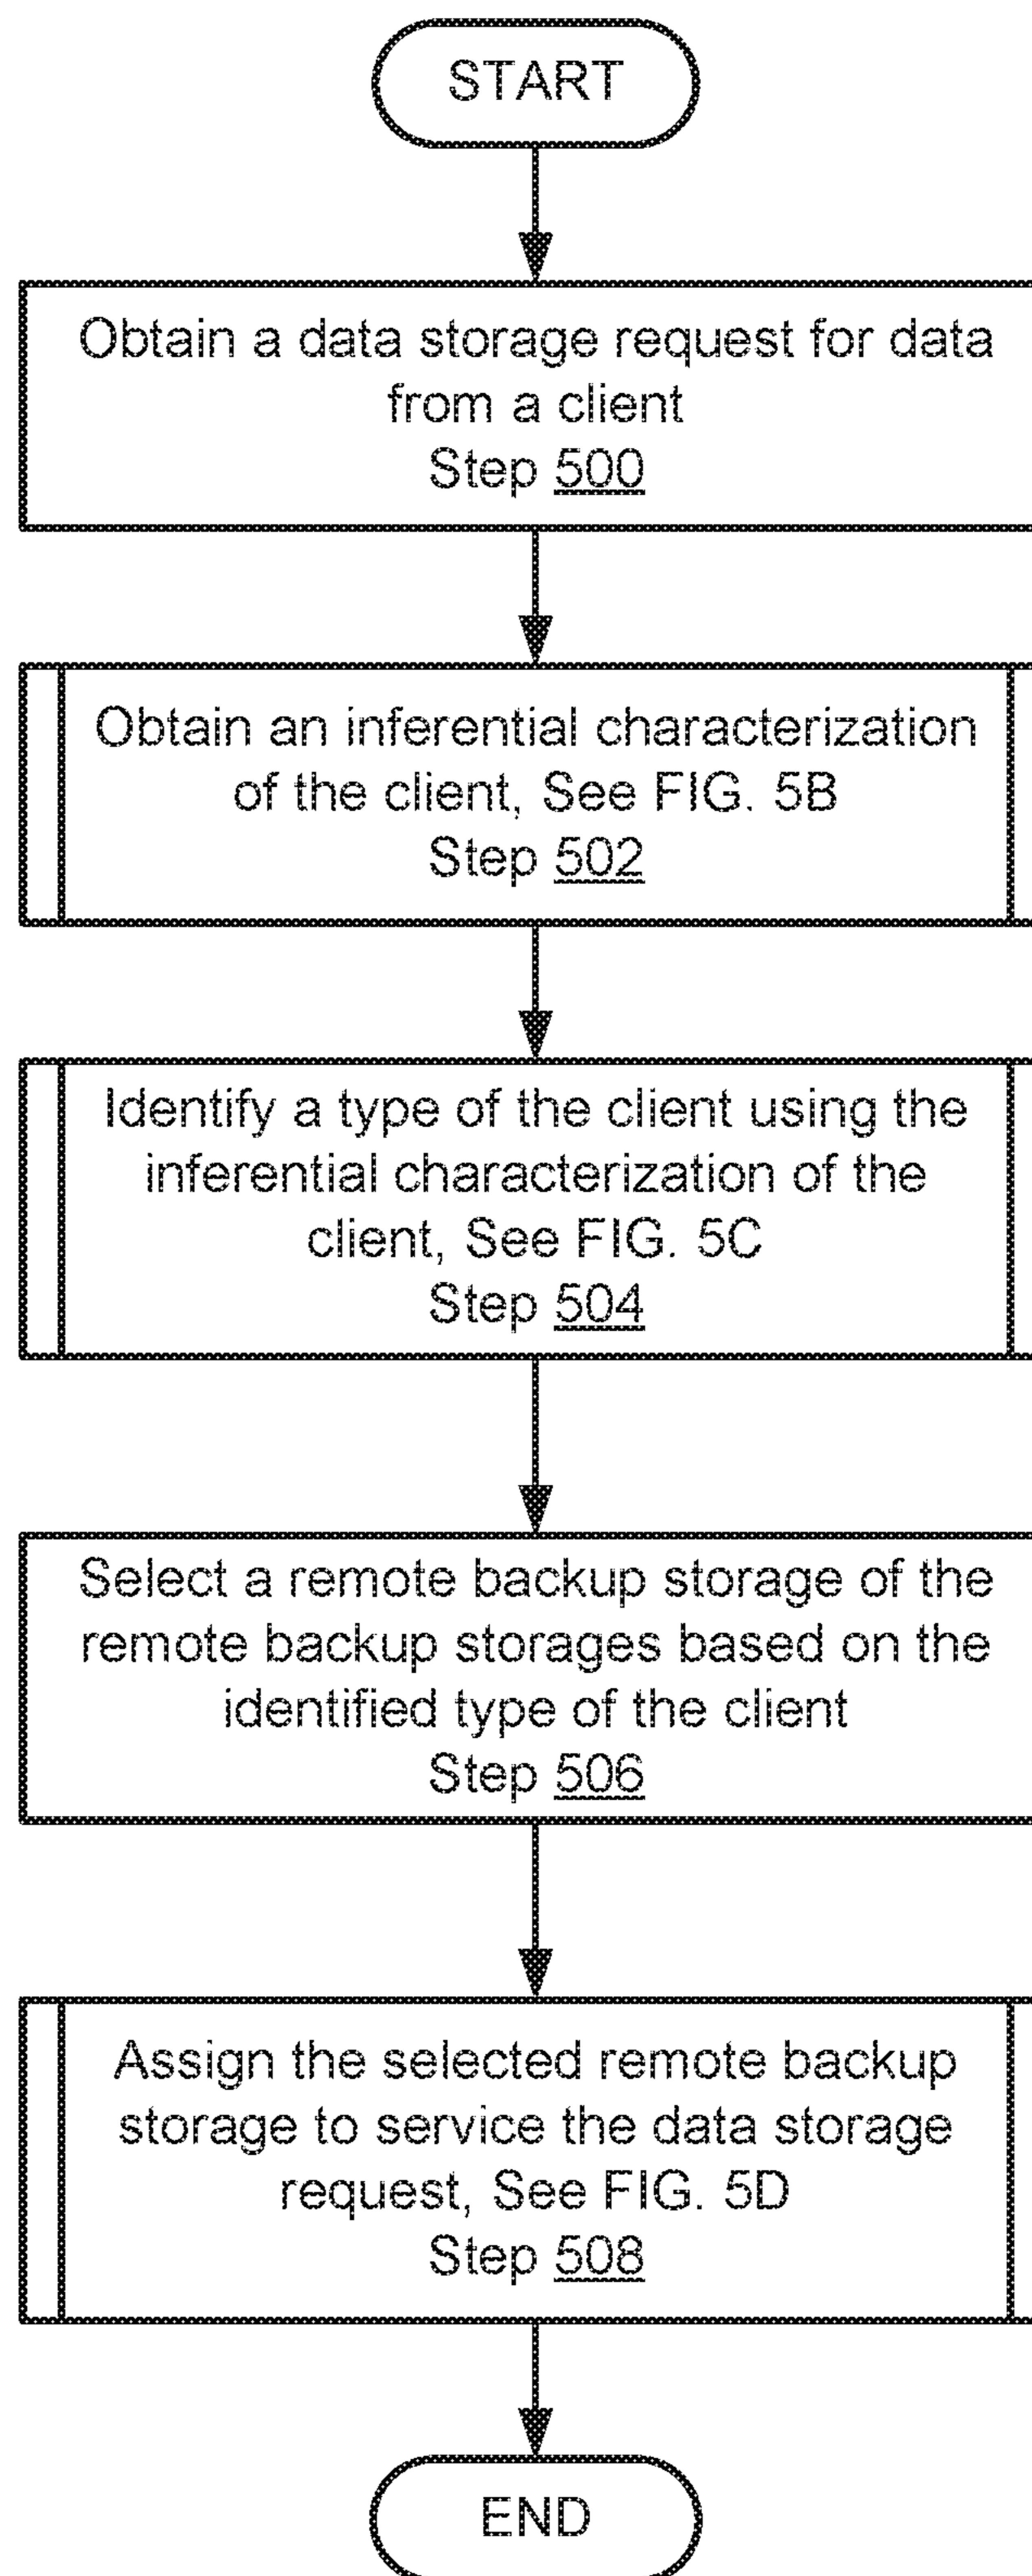 START
Obtain a data storage request for data
from a client
Step 500
Obtain an inferential characterization
of the client, See FIG. 5B
Step 502
Identify a type of the client using the
inferential characterization of the
client, See FIG. 5C
Step 504
Select a remote backup storage of the
remote backup storages based on the
identified type of the client
Step 506
Assign the selected remote backup
storage to service the data storage
request, See FIG. 5D
Step 508
END